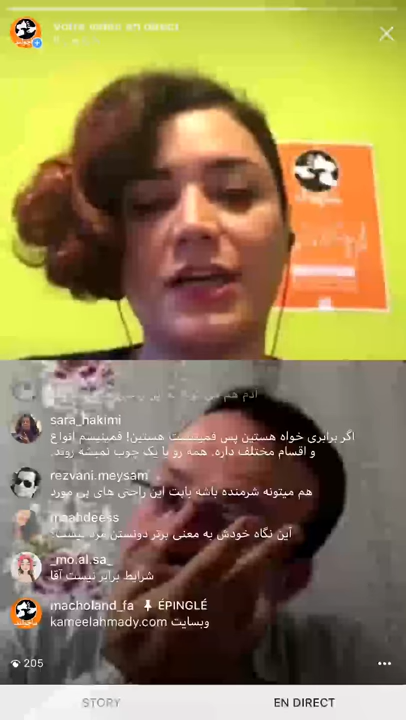 votre vidéo en direct
sara_hakimi
اگر برابری خواه هستین پس فمینیست هستین! فمینیسم انواع
و اقسام مختلف داره. همه رو با یک چوب نمیشه روند.
rezvani.meysam
هم میتونه شرمنده باشه بابت این راحتی های بی مورد
آین نگاه خودش به معنی برتر دونستن مرد نیست؟
_mo.al.sa_
شرایط برابر نیست آقا
macholand_fa ÉPINGLÉ
وبسایت kameelahmady.com
205
STORY EN DIRECT